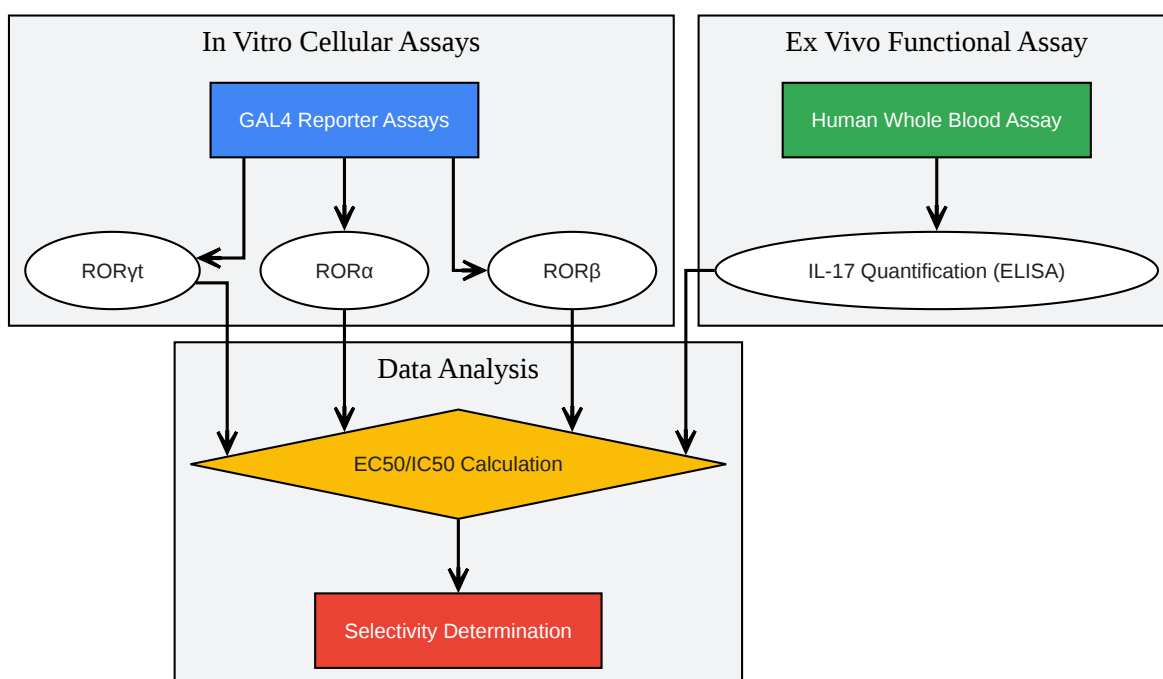 In Vitro Cellular Assays
Ex Vivo Functional Assay
GAL4 Reporter Assays
Human Whole Blood Assay
RORγt
RORα
RORβ
IL-17 Quantification (ELISA)
Data Analysis
EC50/IC50 Calculation
Selectivity Determination